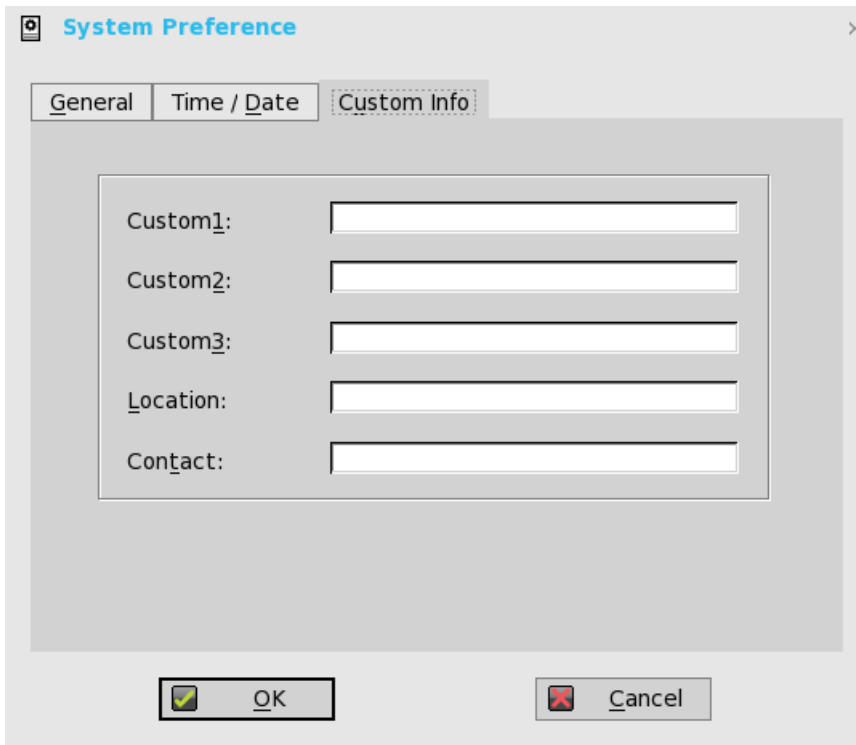 System Preference
General Time / Date Custom Info
Custom1:
Custom2:
Custom3:
Location:
Contact:
OK Cancel